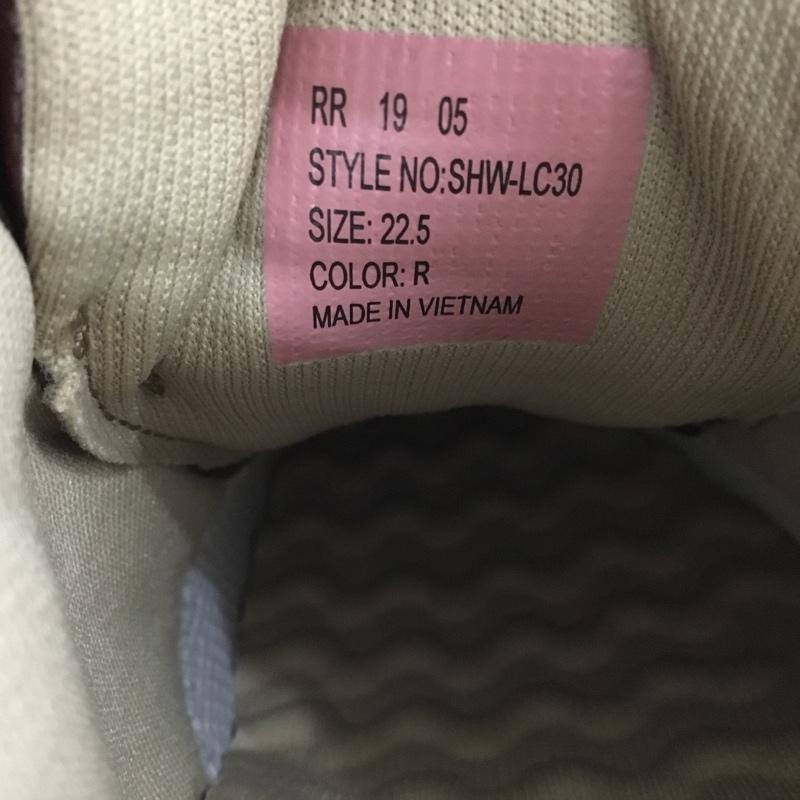 RR 19 05
STYLE NO:SHW-LC30
SIZE: 22.5
COLOR: R
MADE IN VIETNAM